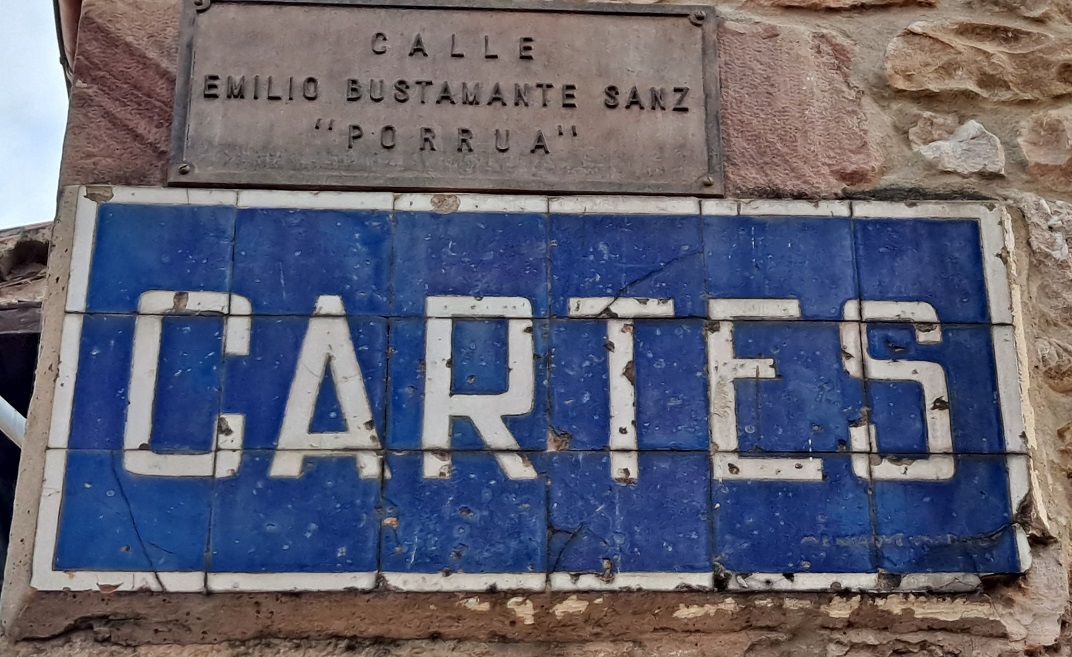 CALLE
EMILIO BUSTAMANTE SANZ
"PORRUA"
CARTES